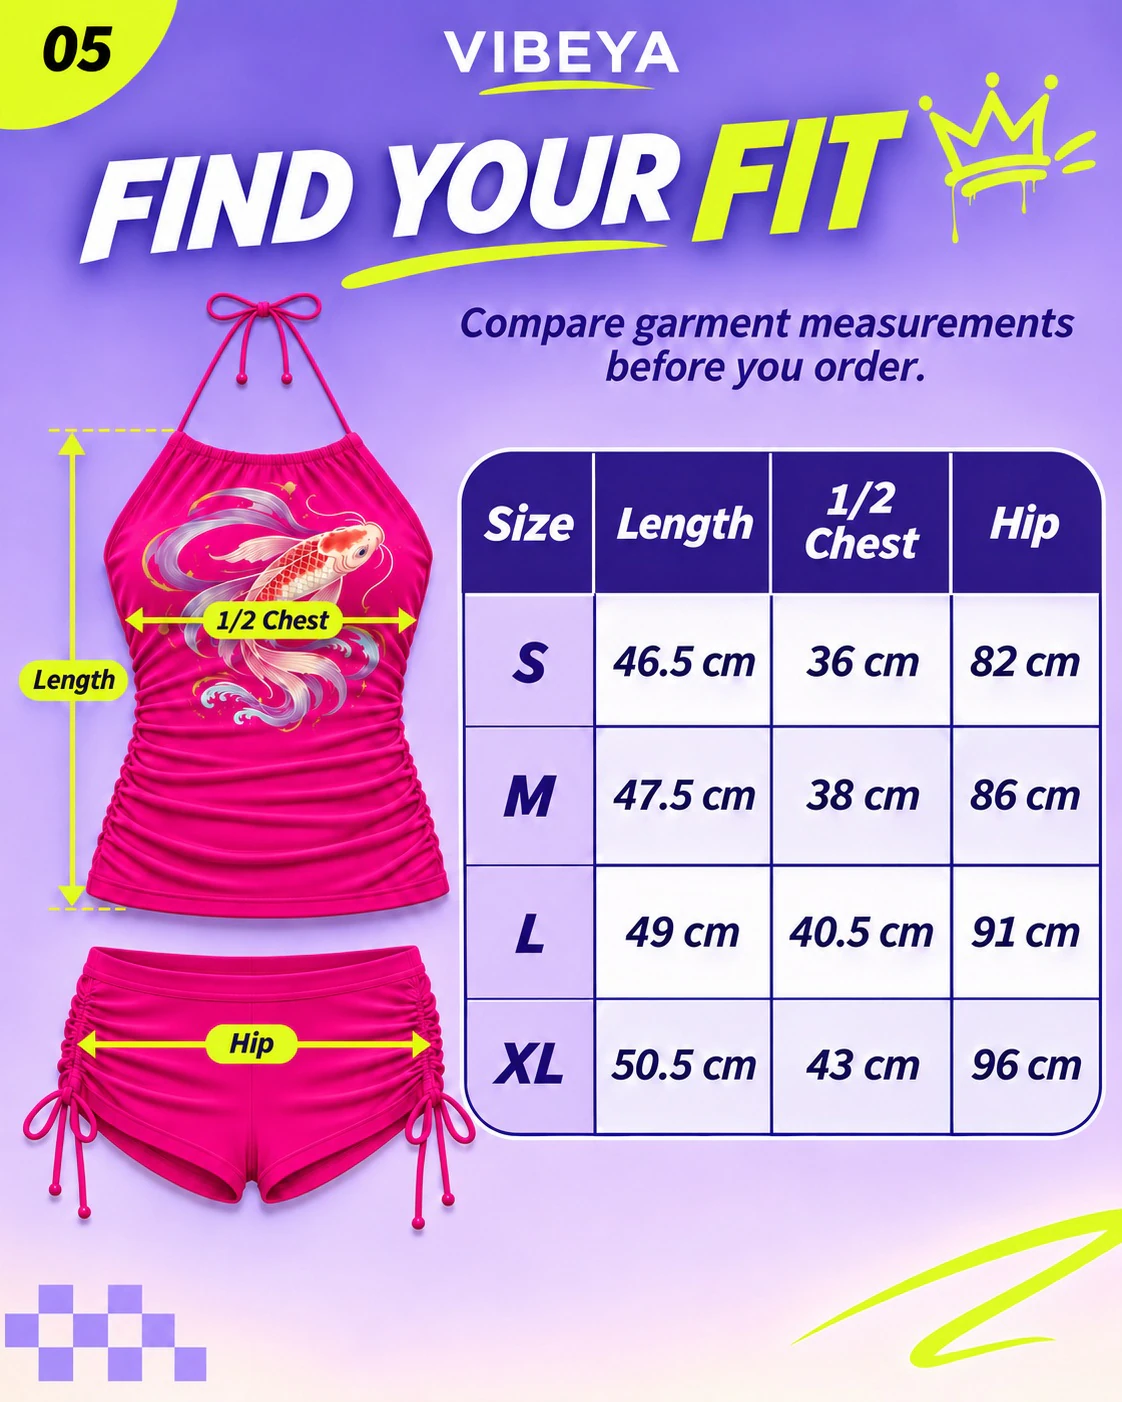 05
VIBEYA
FIND YOUR FIT
Compare garment measurements
before you order.
1/2 Chest
Length
Hip
Size Length 1/2 Chest Hip
S 46.5 cm 36 cm 82 cm
M 47.5 cm 38 cm 86 cm
L 49 cm 40.5 cm 91 cm
XL 50.5 cm 43 cm 96 cm